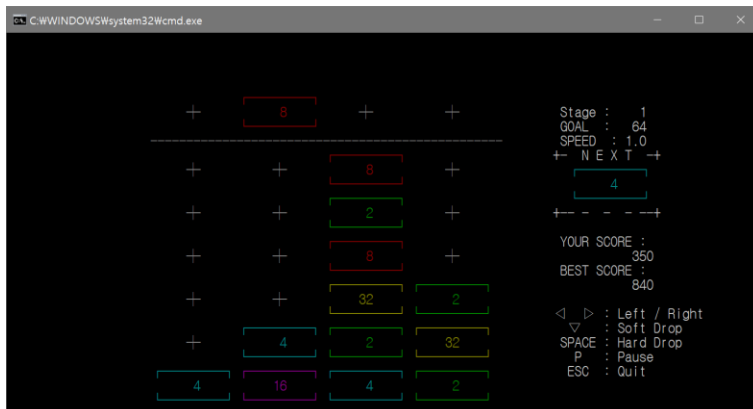 C:₩WINDOWS₩system32₩cmd.exe
8
8
2
8
32 2
4 2 32
4 16 4 2
Stage : 1
GOAL : 64
SPEED : 1.0
+- N E X T -+
4
+-- - - - --+
YOUR SCORE :
350
BEST SCORE :
840
◁ ▷ : Left / Right
▽ : Soft Drop
SPACE : Hard Drop
P : Pause
ESC : Quit